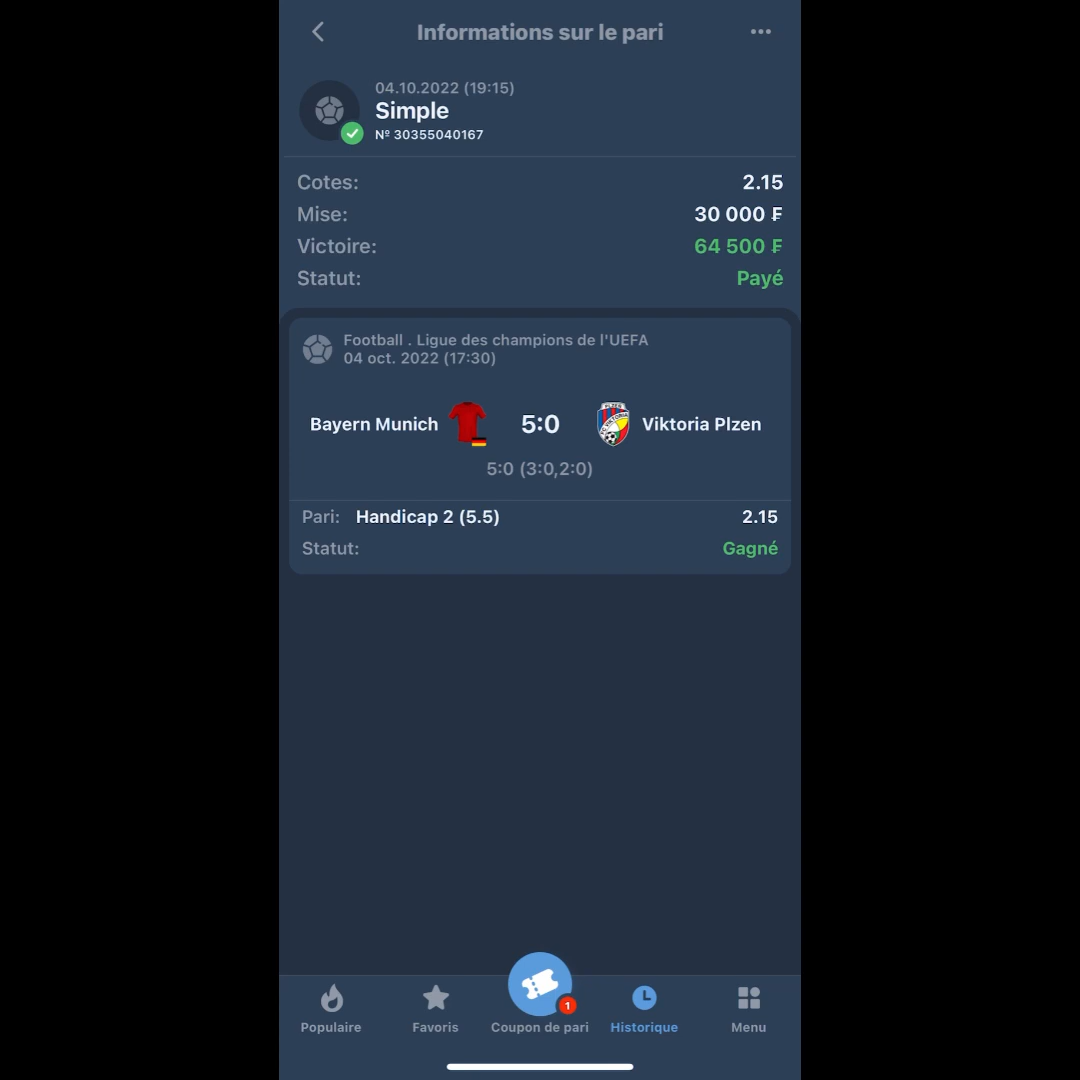 Informations sur le pari
04.10.2022 (19:15)
Simple
Nº 30355040167
Cotes: 2.15
Mise: 30 000 ₣
Victoire: 64 500 ₣
Statut: Payé
Football . Ligue des champions de l'UEFA
04 oct. 2022 (17:30)
Bayern Munich 5:0 Viktoria Plzen
5:0 (3:0,2:0)
Pari: Handicap 2 (5.5) 2.15
Statut: Gagné
1
Populaire Favoris Coupon de pari Historique Menu